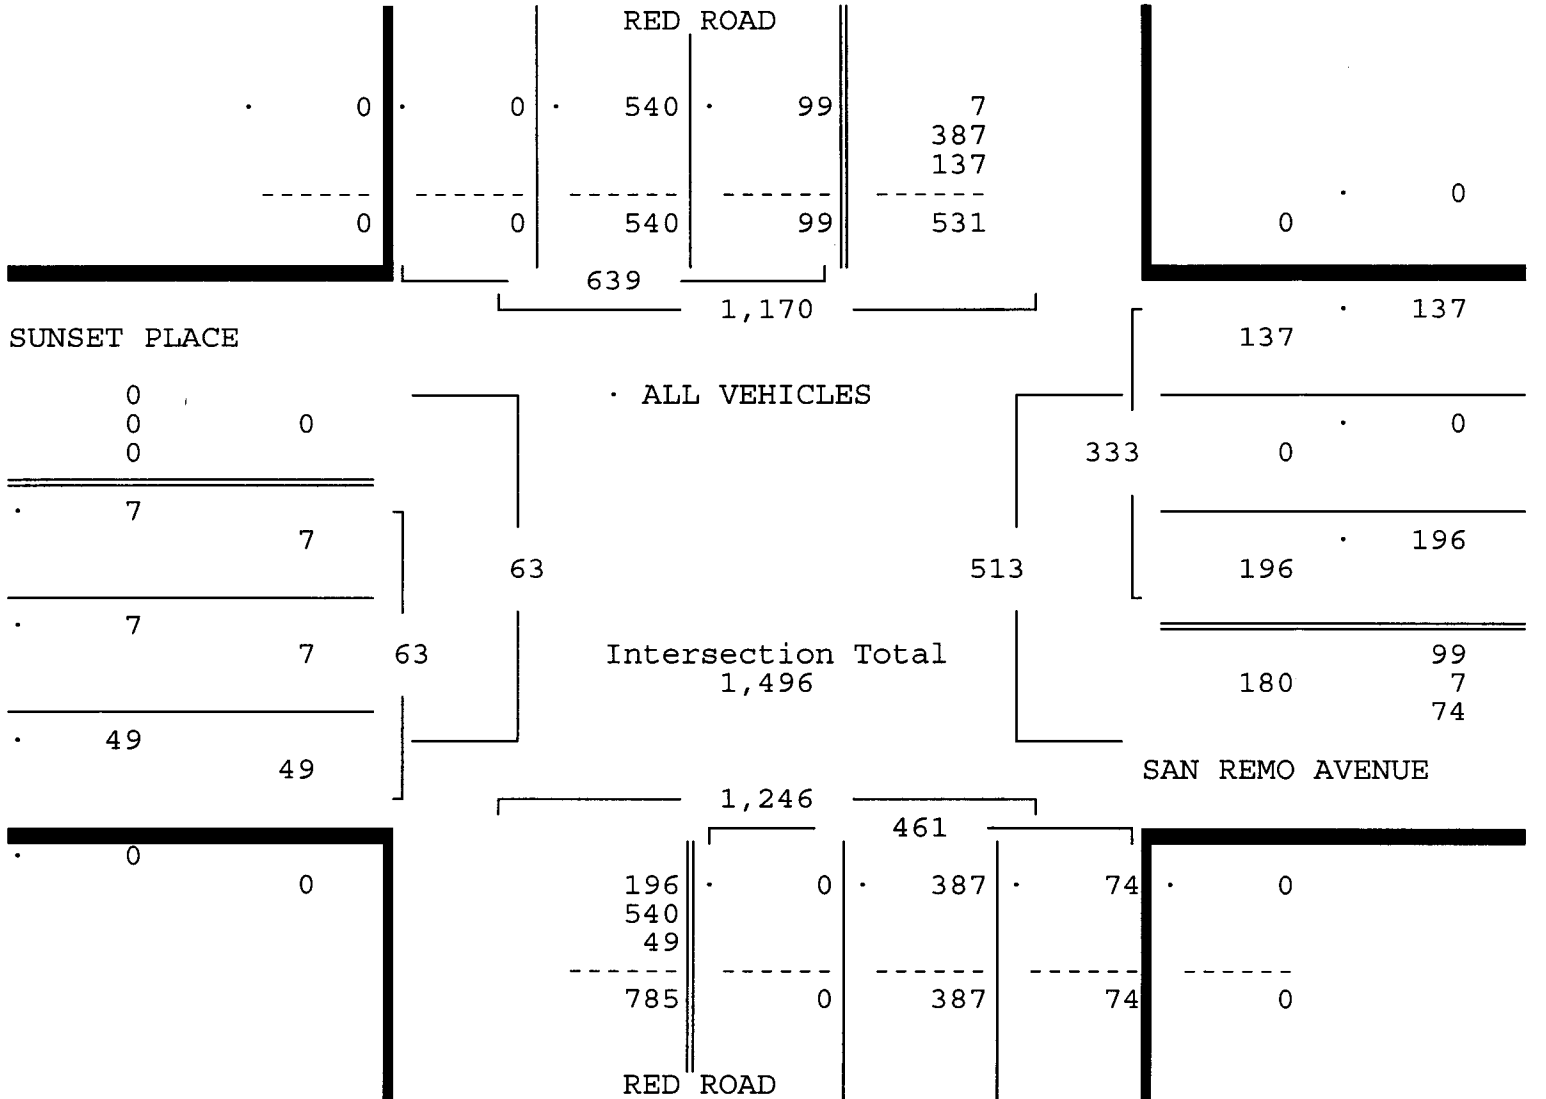 RED ROAD
· 0 · 0 · 540 · 99 7
387
137
· 0
------ ------ ------ ------ ------
0 0 540 99 531 0
639
1,170 · 137
SUNSET PLACE 137
0 · ALL VEHICLES
0 0 · 0
0 333 0
· 7
7 · 196
63 513 196
· 7
7 63 Intersection Total 99
1,496 180 7
74
· 49
49 SAN REMO AVENUE
1,246
461
· 0
0 196 · 0 · 387 · 74 · 0
540
49
------ ------ ------ ------ ------
785 0 387 74 0
RED ROAD